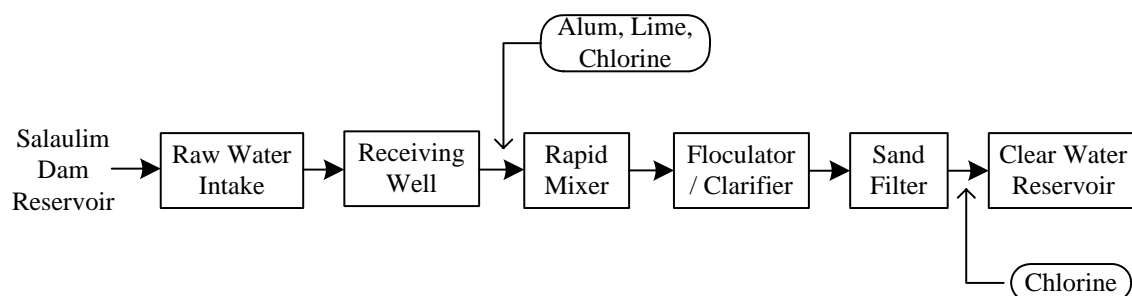 Alum, Lime,
Chlorine
Salaulim
Dam
Reservoir
Raw Water
Intake
Receiving
Well
Rapid
Mixer
Floculator
/ Clarifier
Sand
Filter
Clear Water
Reservoir
Chlorine